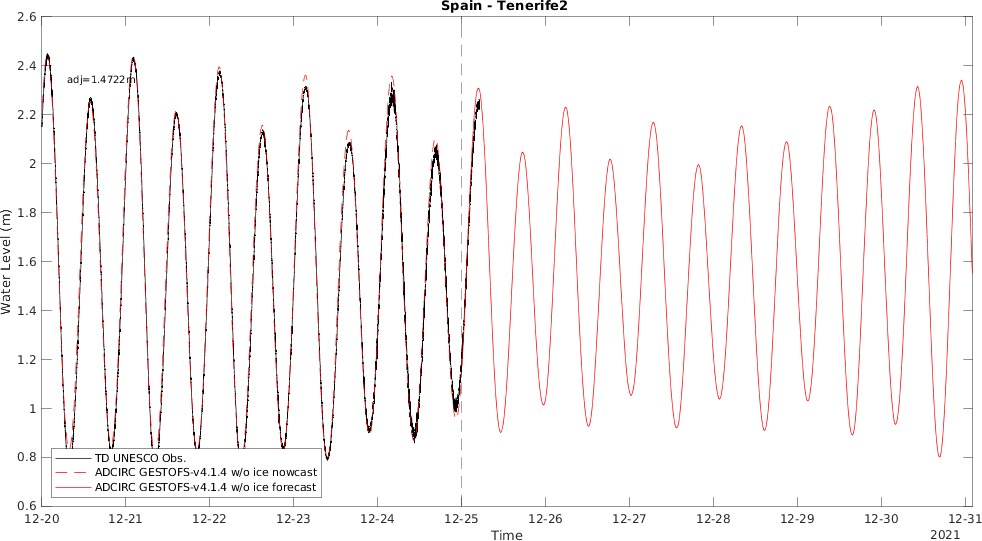 Spain - Tenerife2
2.6
2.4
2.2
2
1.8
1.6
1.4
1.2
1
0.8
0.6
Water Level (m)
adj=1.4722m
TD UNESCO Obs.
ADCIRC GESTOFS-v4.1.4 w/o ice nowcast
ADCIRC GESTOFS-v4.1.4 w/o ice forecast
12-20 12-21 12-22 12-23 12-24 12-25 12-26 12-27 12-28 12-29 12-30 12-31
Time
2021